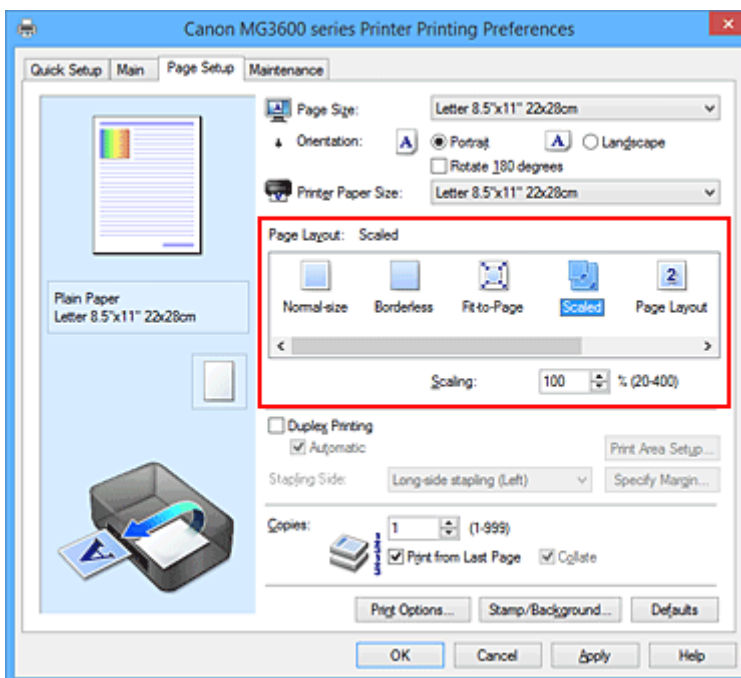 Canon MG3600 series Printer Printing Preferences
Quick Setup Main Page Setup Maintenance
Page Size: Letter 8.5"x11" 22x28cm
Orientation: A Portrait A Landscape
Rotate 180 degrees
Printer Paper Size: Letter 8.5"x11" 22x28cm
Page Layout: Scaled
Normal-size Borderless Fit-to-Page Scaled 2 Page Layout
Plain Paper
Letter 8.5"x11" 22x28cm
Scaling: 100 % (20-400)
Duplex Printing
Automatic Print Area Setup...
Stapling Side: Long-side stapling (Left) Specify Margin...
Copies: 1 (1-999)
Print from Last Page Collate
A
Print Options... Stamp/Background... Defaults
OK Cancel Apply Help